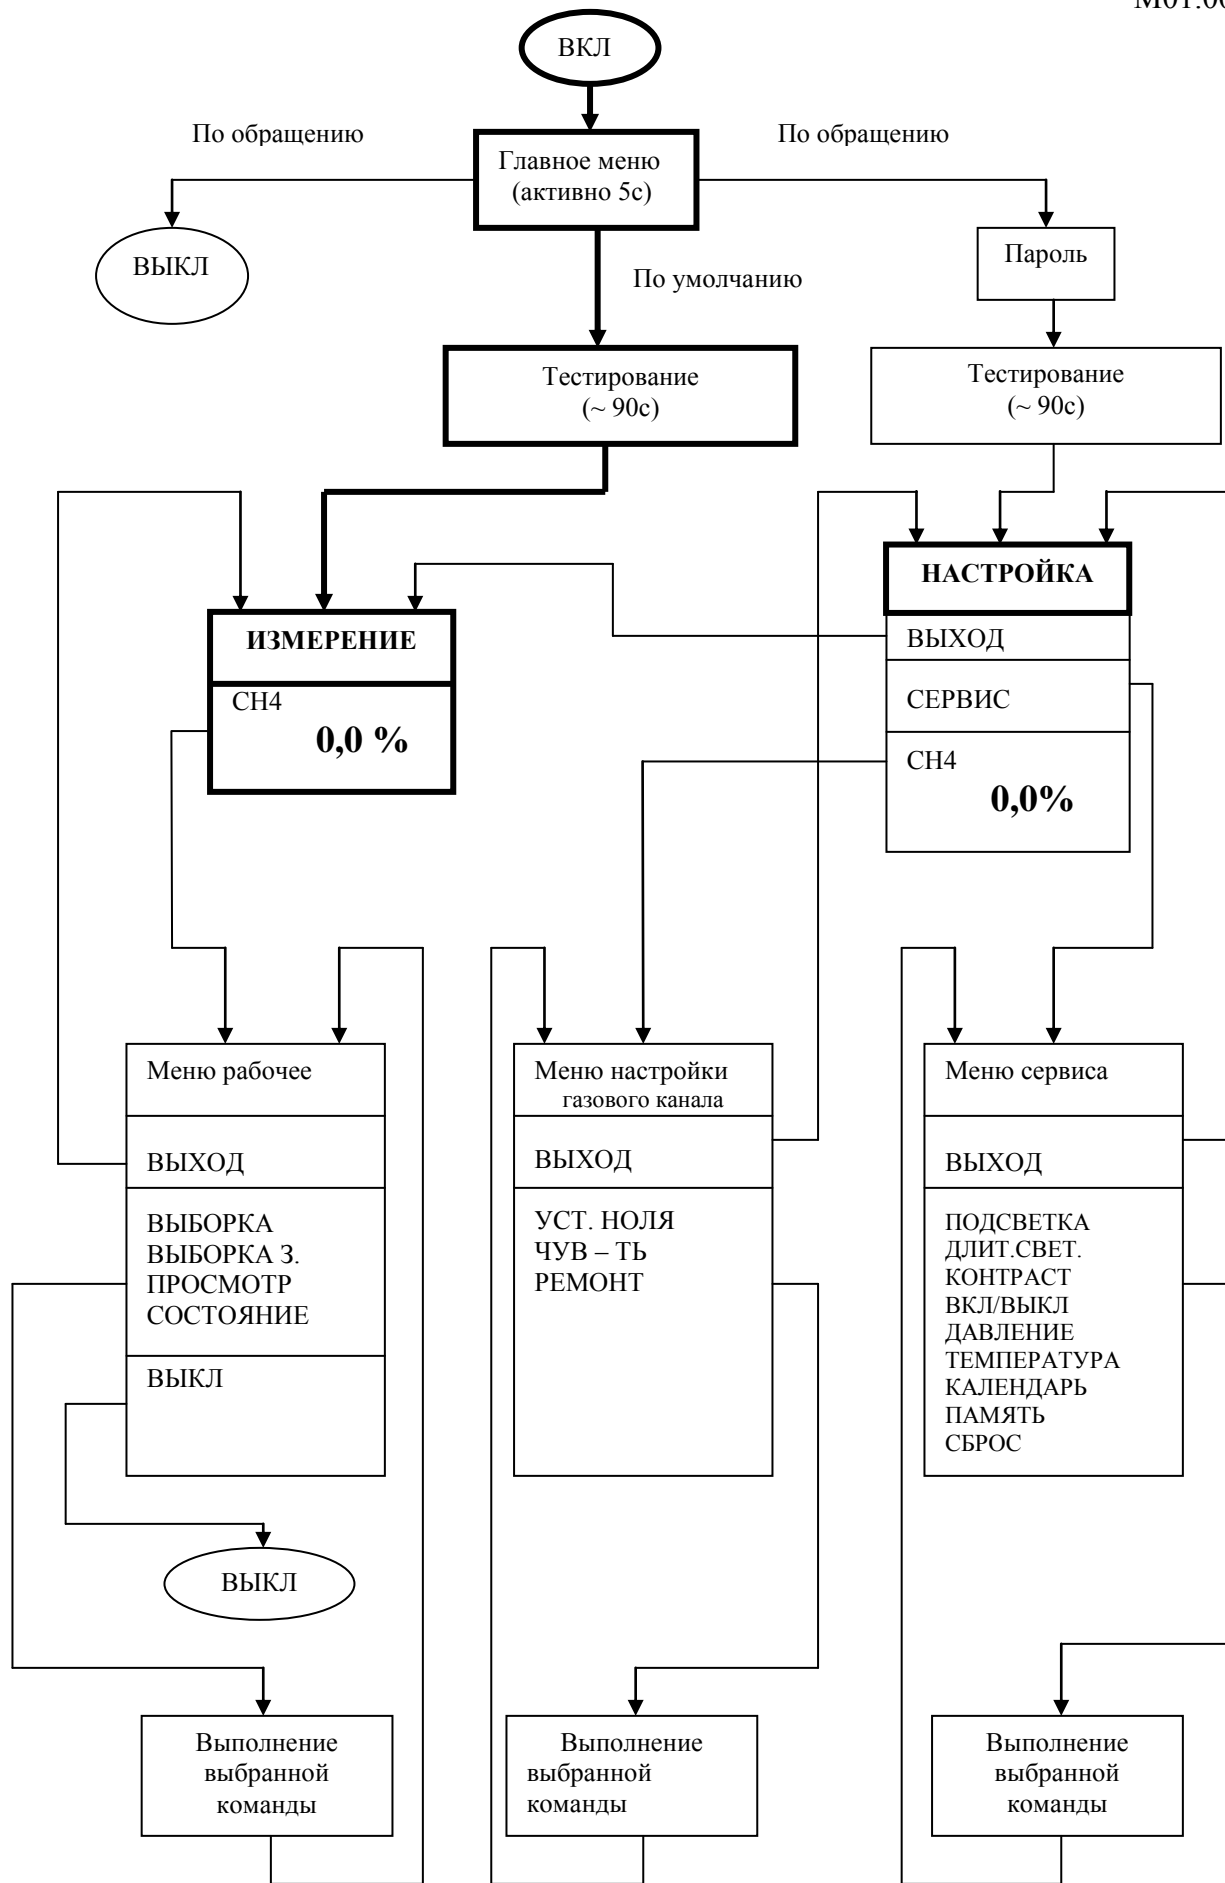 ВКЛ
По обращению
По обращению
Главное меню
(активно 5с)
ВЫКЛ
Пароль
По умолчанию
Тестирование
(~ 90с)
Тестирование
(~ 90с)
НАСТРОЙКА
ВЫХОД
СЕРВИС
СН4
0,0%
ИЗМЕРЕНИЕ
СН4
0,0 %
Меню рабочее
ВЫХОД
ВЫБОРКА
ВЫБОРКА З.
ПРОСМОТР
СОСТОЯНИЕ
ВЫКЛ
Меню настройки
газового канала
ВЫХОД
УСТ. НОЛЯ
ЧУВ – ТЬ
РЕМОНТ
Меню сервиса
ВЫХОД
ПОДСВЕТКА
ДЛИТ.СВЕТ.
КОНТРАСТ
ВКЛ/ВЫКЛ
ДАВЛЕНИЕ
ТЕМПЕРАТУРА
КАЛЕНДАРЬ
ПАМЯТЬ
СБРОС
ВЫКЛ
Выполнение
выбранной
команды
Выполнение
выбранной
команды
Выполнение
выбранной
команды